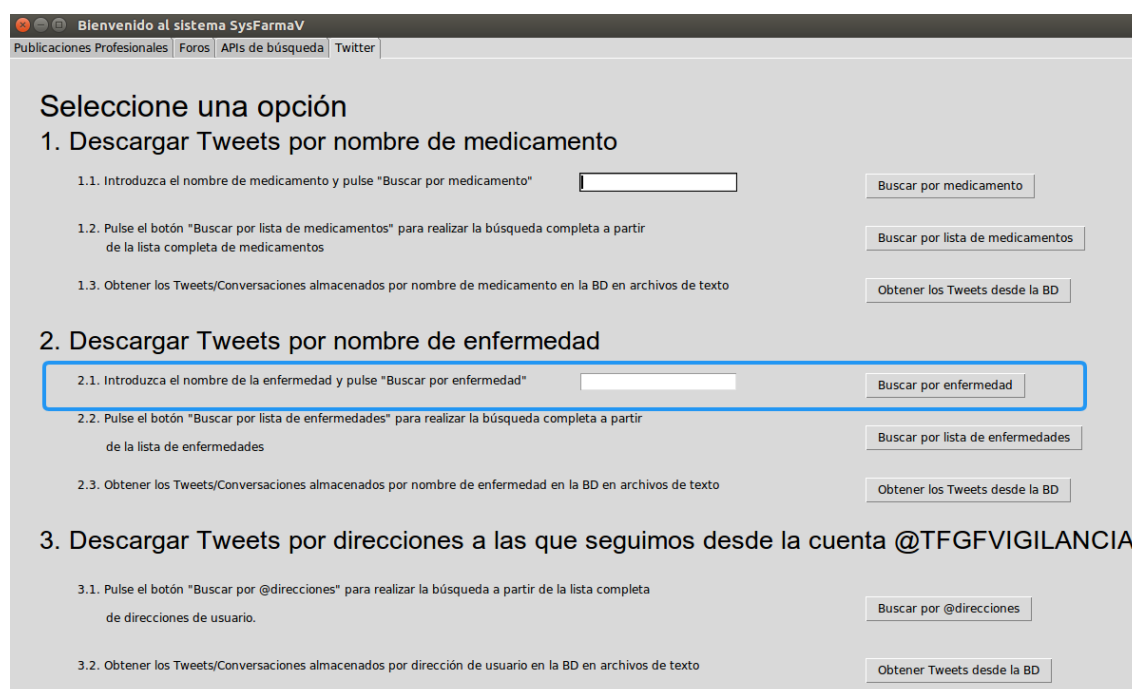 Bienvenido al sistema SysFarmaV
Publicaciones Profesionales Foros APIs de búsqueda Twitter
Seleccione una opción
1. Descargar Tweets por nombre de medicamento
1.1. Introduzca el nombre de medicamento y pulse "Buscar por medicamento" Buscar por medicamento
1.2. Pulse el botón "Buscar por lista de medicamentos" para realizar la búsqueda completa a partir
de la lista completa de medicamentos
Buscar por lista de medicamentos
1.3. Obtener los Tweets/Conversaciones almacenados por nombre de medicamento en la BD en archivos de texto Obtener los Tweets desde la BD
2. Descargar Tweets por nombre de enfermedad
2.1. Introduzca el nombre de la enfermedad y pulse "Buscar por enfermedad" Buscar por enfermedad
2.2. Pulse el botón "Buscar por lista de enfermedades" para realizar la búsqueda completa a partir
de la lista de enfermedades
Buscar por lista de enfermedades
2.3. Obtener los Tweets/Conversaciones almacenados por nombre de enfermedad en la BD en archivos de texto Obtener los Tweets desde la BD
3. Descargar Tweets por direcciones a las que seguimos desde la cuenta @TFGFVIGILANCIA
3.1. Pulse el botón "Buscar por @direcciones" para realizar la búsqueda a partir de la lista completa
de direcciones de usuario.
Buscar por @direcciones
3.2. Obtener los Tweets/Conversaciones almacenados por dirección de usuario en la BD en archivos de texto Obtener Tweets desde la BD